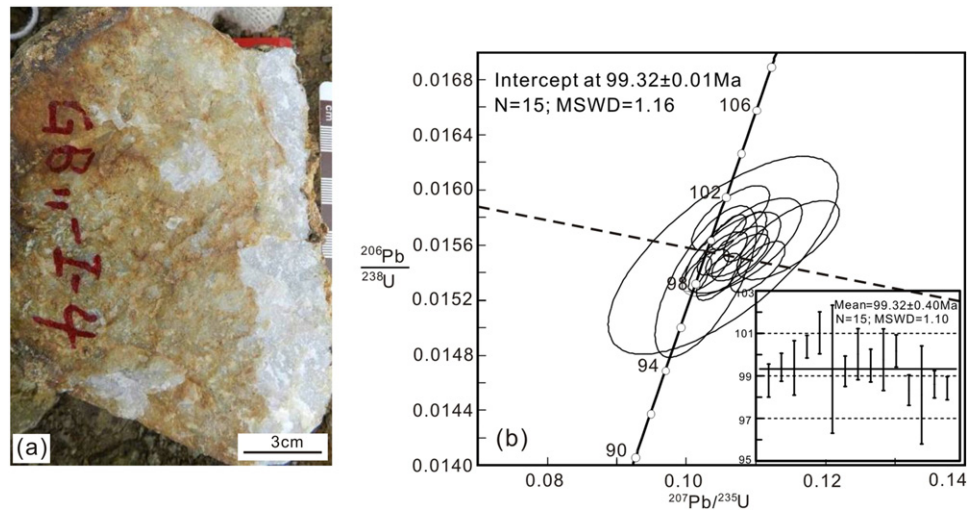 (a)
cm
3cm
206Pb
238U
0.0168
0.0164
0.0160
0.0156
0.0152
0.0148
0.0144
0.0140
Intercept at 99.32±0.01Ma
N=15; MSWD=1.16
106
102
98
94
90
(b)
103
101
99
97
95
Mean=99.32±0.40Ma
N=15; MSWD=1.10
0.08
0.10
0.12
0.14
207Pb/235U